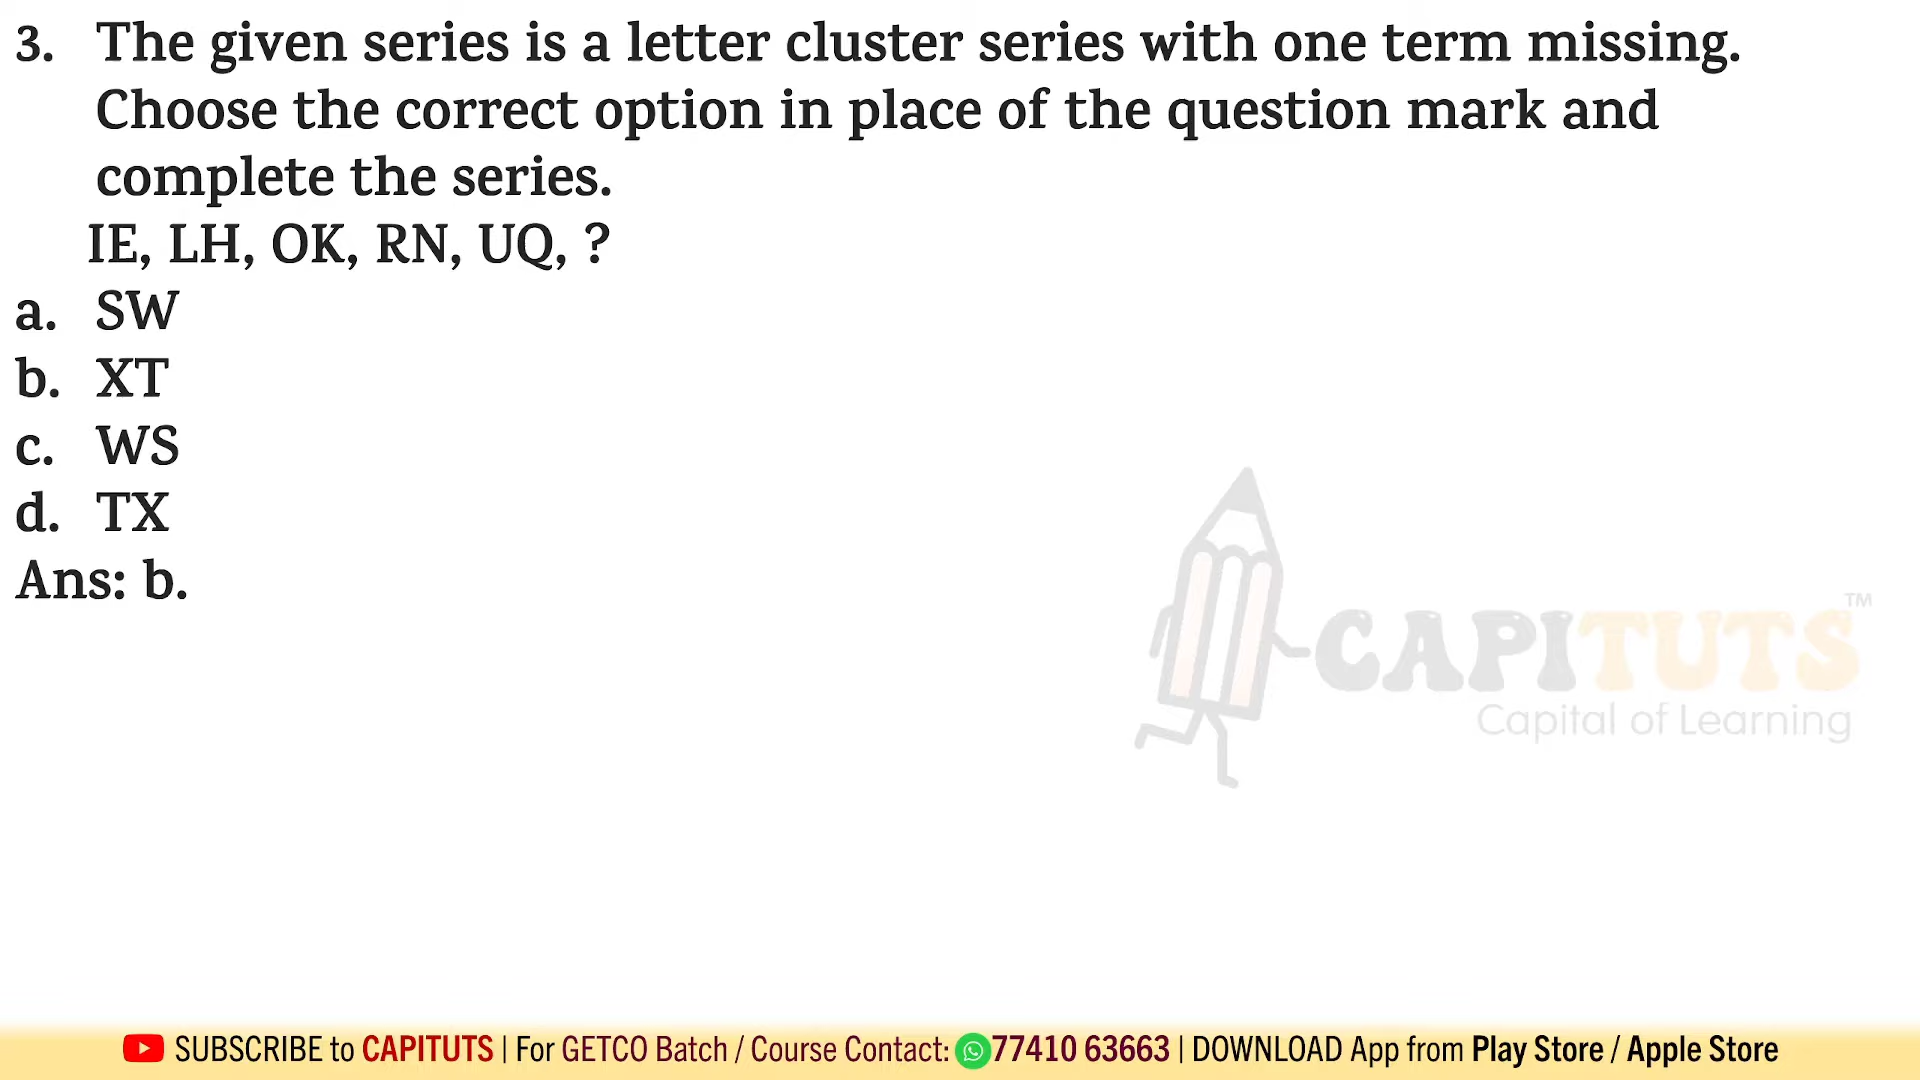 3. The given series is a letter cluster series with one term missing.
Choose the correct option in place of the question mark and
complete the series.
IE, LH, OK, RN, UQ, ?
a. SW
b. XT
c. WS
d. TX
Ans: b.
CAPITUTS™
Capital of Learning
SUBSCRIBE to CAPITUTS | For GETCO Batch / Course Contact: 77410 63663 | DOWNLOAD App from Play Store / Apple Store